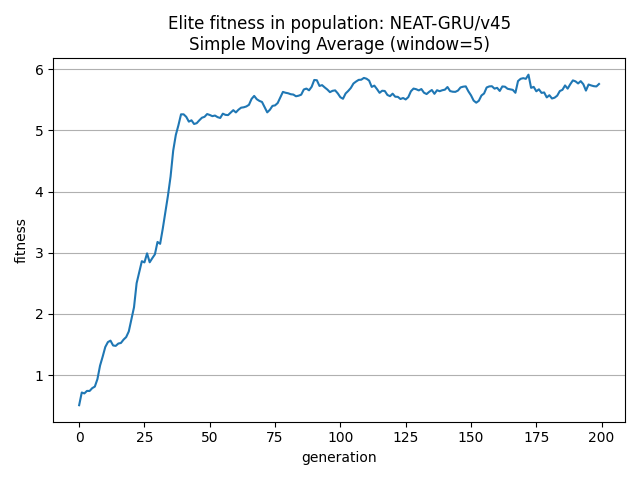 Elite fitness in population: NEAT-GRU/v45
Simple Moving Average (window=5)
6
5
4
3
2
1
fitness
0 25 50 75 100 125 150 175 200
generation